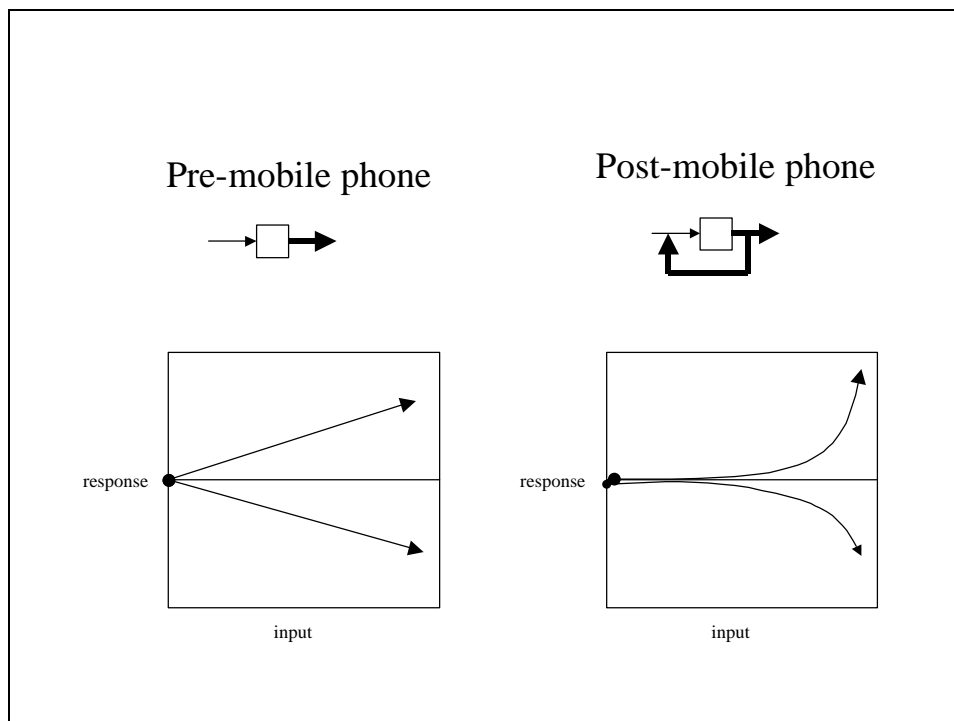 Pre-mobile phone
Post-mobile phone
response
input
response
input